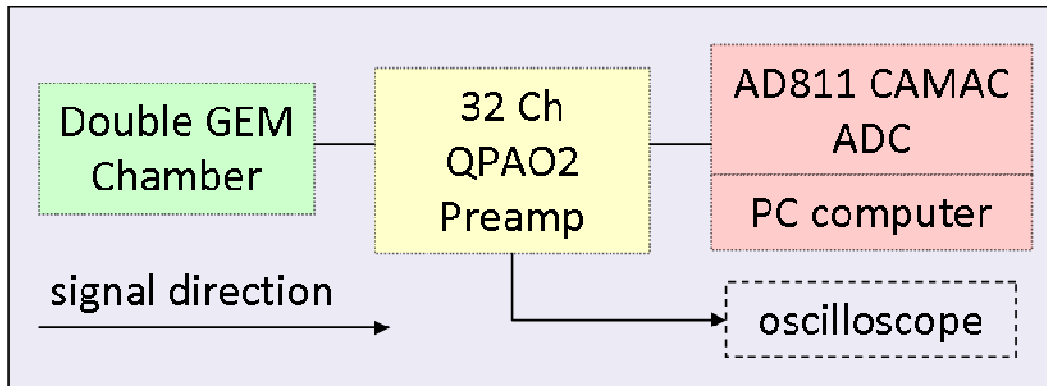 Double GEM
Chamber
32 Ch
QPAO2
Preamp
AD811 CAMAC
ADC
PC computer
signal direction
oscilloscope